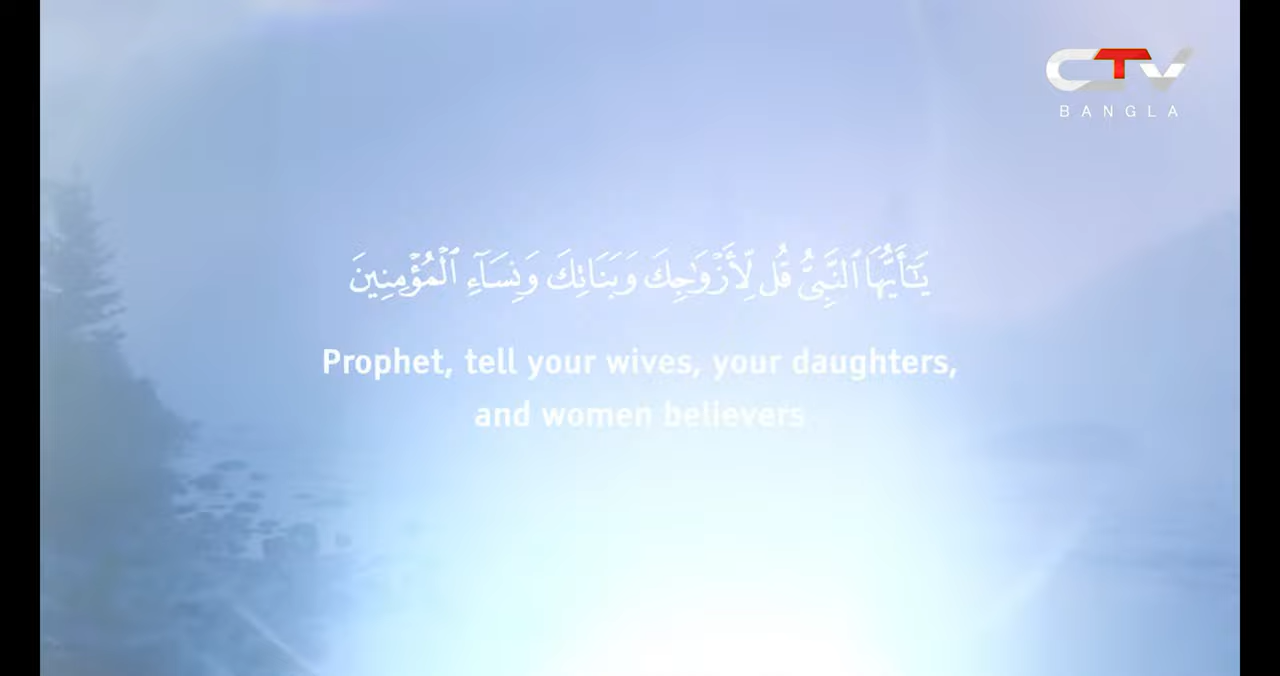 CTV
BANGLA
يَـٰٓأَيُّهَا ٱلنَّبِىُّ قُل لِّأَزْوَٰجِكَ وَبَنَاتِكَ وَنِسَآءِ ٱلْمُؤْمِنِينَ
Prophet, tell your wives, your daughters,
and women believers